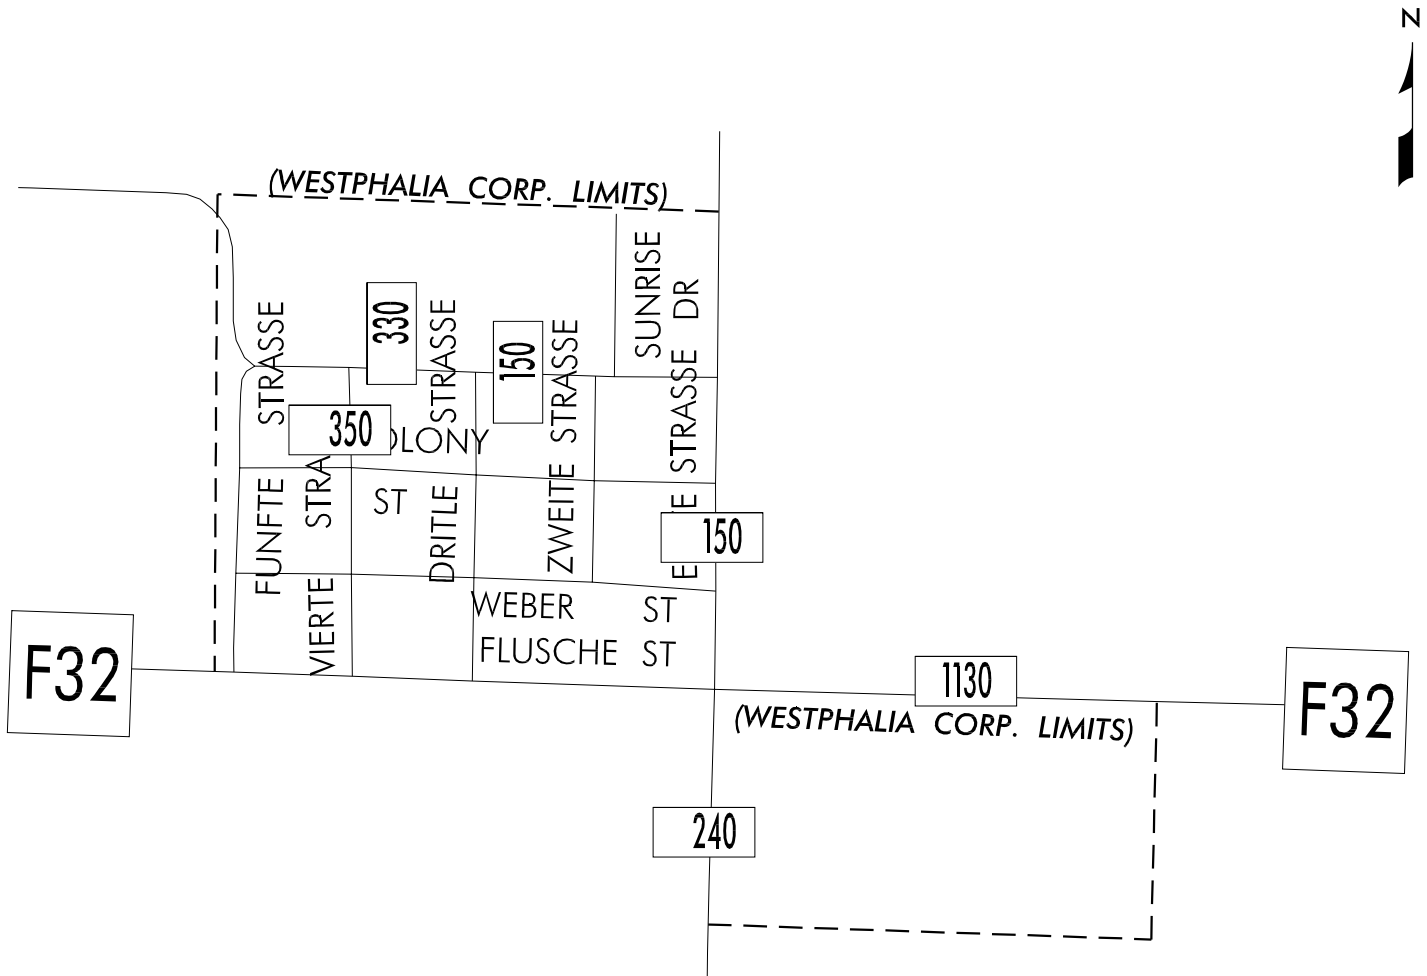 N
(WESTPHALIA CORP. LIMITS)
SUNRISE DR
FUNFTE STRASSE
330
DRITLE STRASSE
150
ZWEITE STRASSE
STRASSE
350
OLONY
ST
VIERTE STRA
150
WEBER ST
FLUSCHE ST
F32
1130
F32
(WESTPHALIA CORP. LIMITS)
240